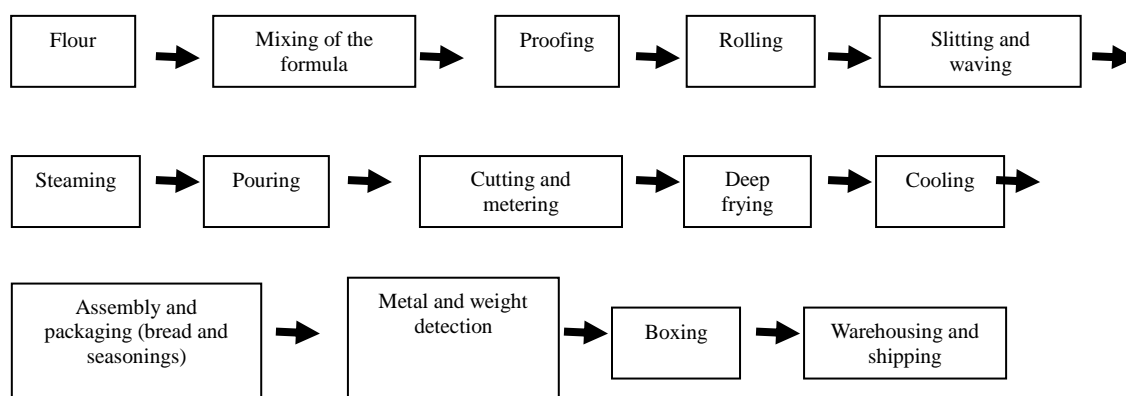 Flour
Mixing of the
formula
Proofing
Rolling
Slitting and
waving
Steaming
Pouring
Cutting and
metering
Deep
frying
Cooling
Assembly and
packaging (bread and
seasonings)
Metal and weight
detection
Boxing
Warehousing and
shipping